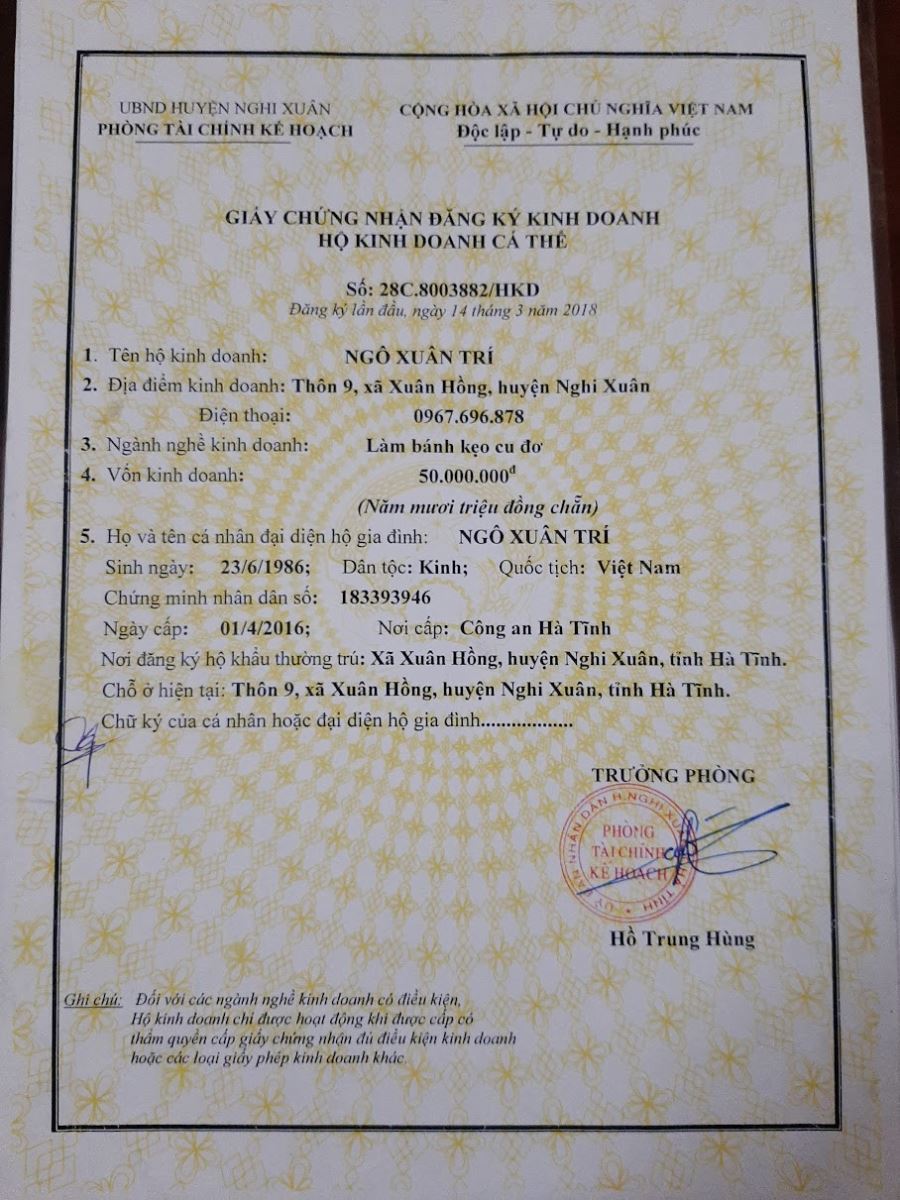 UBND HUYỆN NGHI XUÂN
PHÒNG TÀI CHÍNH KẾ HOẠCH
CỘNG HÒA XÃ HỘI CHỦ NGHĨA VIỆT NAM
Độc lập - Tự do - Hạnh phúc
GIẤY CHỨNG NHẬN ĐĂNG KÝ KINH DOANH
HỘ KINH DOANH CÁ THỂ
Số: 28C.8003882/HKD
Đăng ký lần đầu, ngày 14 tháng 3 năm 2018
1. Tên hộ kinh doanh: NGÔ XUÂN TRÍ
2. Địa điểm kinh doanh: Thôn 9, xã Xuân Hồng, huyện Nghi Xuân
Điện thoại: 0967.696.878
3. Ngành nghề kinh doanh: Làm bánh kẹo cu đơ
4. Vốn kinh doanh: 50.000.000đ
(Năm mươi triệu đồng chẵn)
5. Họ và tên cá nhân đại diện hộ gia đình: NGÔ XUÂN TRÍ
Sinh ngày: 23/6/1986; Dân tộc: Kinh; Quốc tịch: Việt Nam
Chứng minh nhân dân số: 183393946
Ngày cấp: 01/4/2016; Nơi cấp: Công an Hà Tĩnh
Nơi đăng ký hộ khẩu thường trú: Xã Xuân Hồng, huyện Nghi Xuân, tỉnh Hà Tĩnh.
Chỗ ở hiện tại: Thôn 9, xã Xuân Hồng, huyện Nghi Xuân, tỉnh Hà Tĩnh.
Chữ ký của cá nhân hoặc đại diện hộ gia đình..................
TRƯỞNG PHÒNG
ỦY BAN NHÂN DÂN H.NGHI XUÂN HÀ TĨNH
PHÒNG
TÀI CHÍNH
KẾ HOẠCH
Hồ Trung Hùng
Ghi chú: Đối với các ngành nghề kinh doanh có điều kiện,
Hộ kinh doanh chỉ được hoạt động khi được cấp có
thẩm quyền cấp giấy chứng nhận đủ điều kiện kinh doanh
hoặc các loại giấy phép kinh doanh khác.